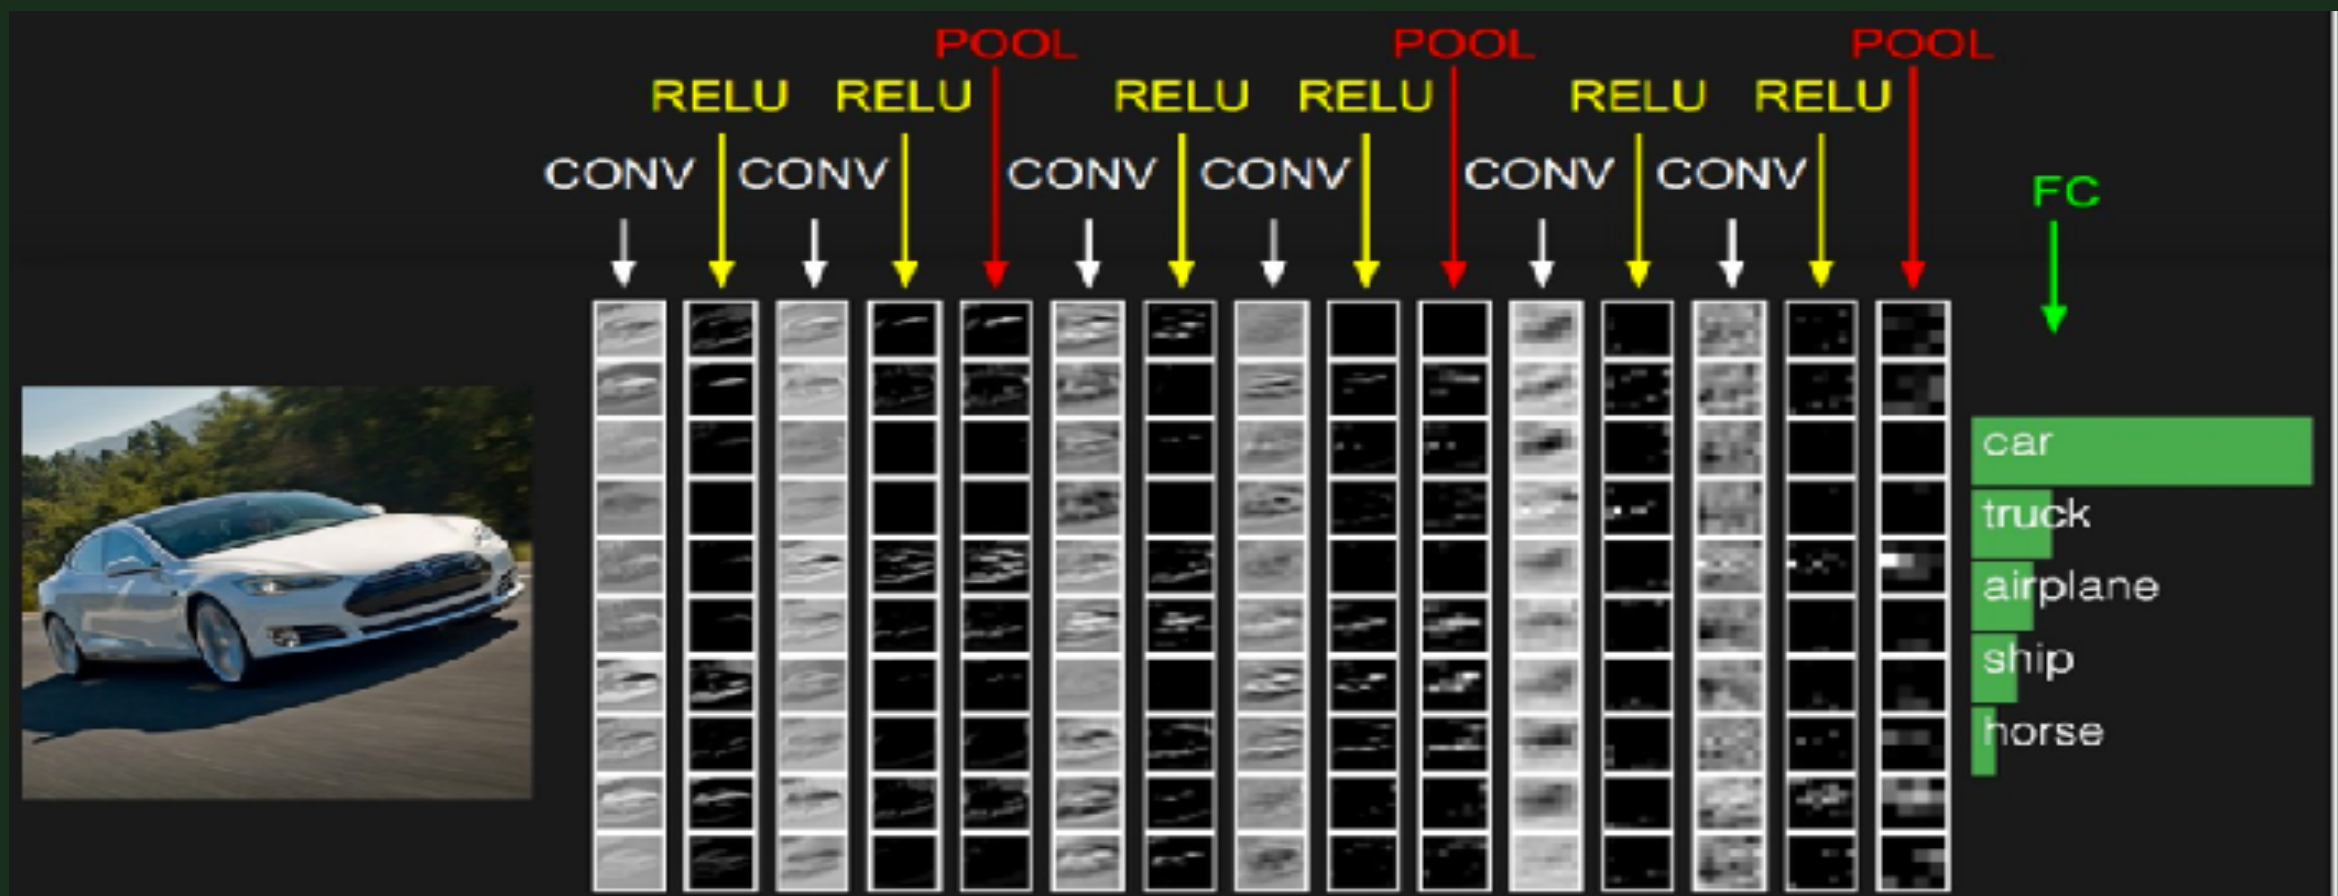 POOL POOL POOL
RELU RELU RELU RELU RELU RELU
CONV CONV CONV CONV CONV CONV
FC
car
truck
airplane
ship
horse